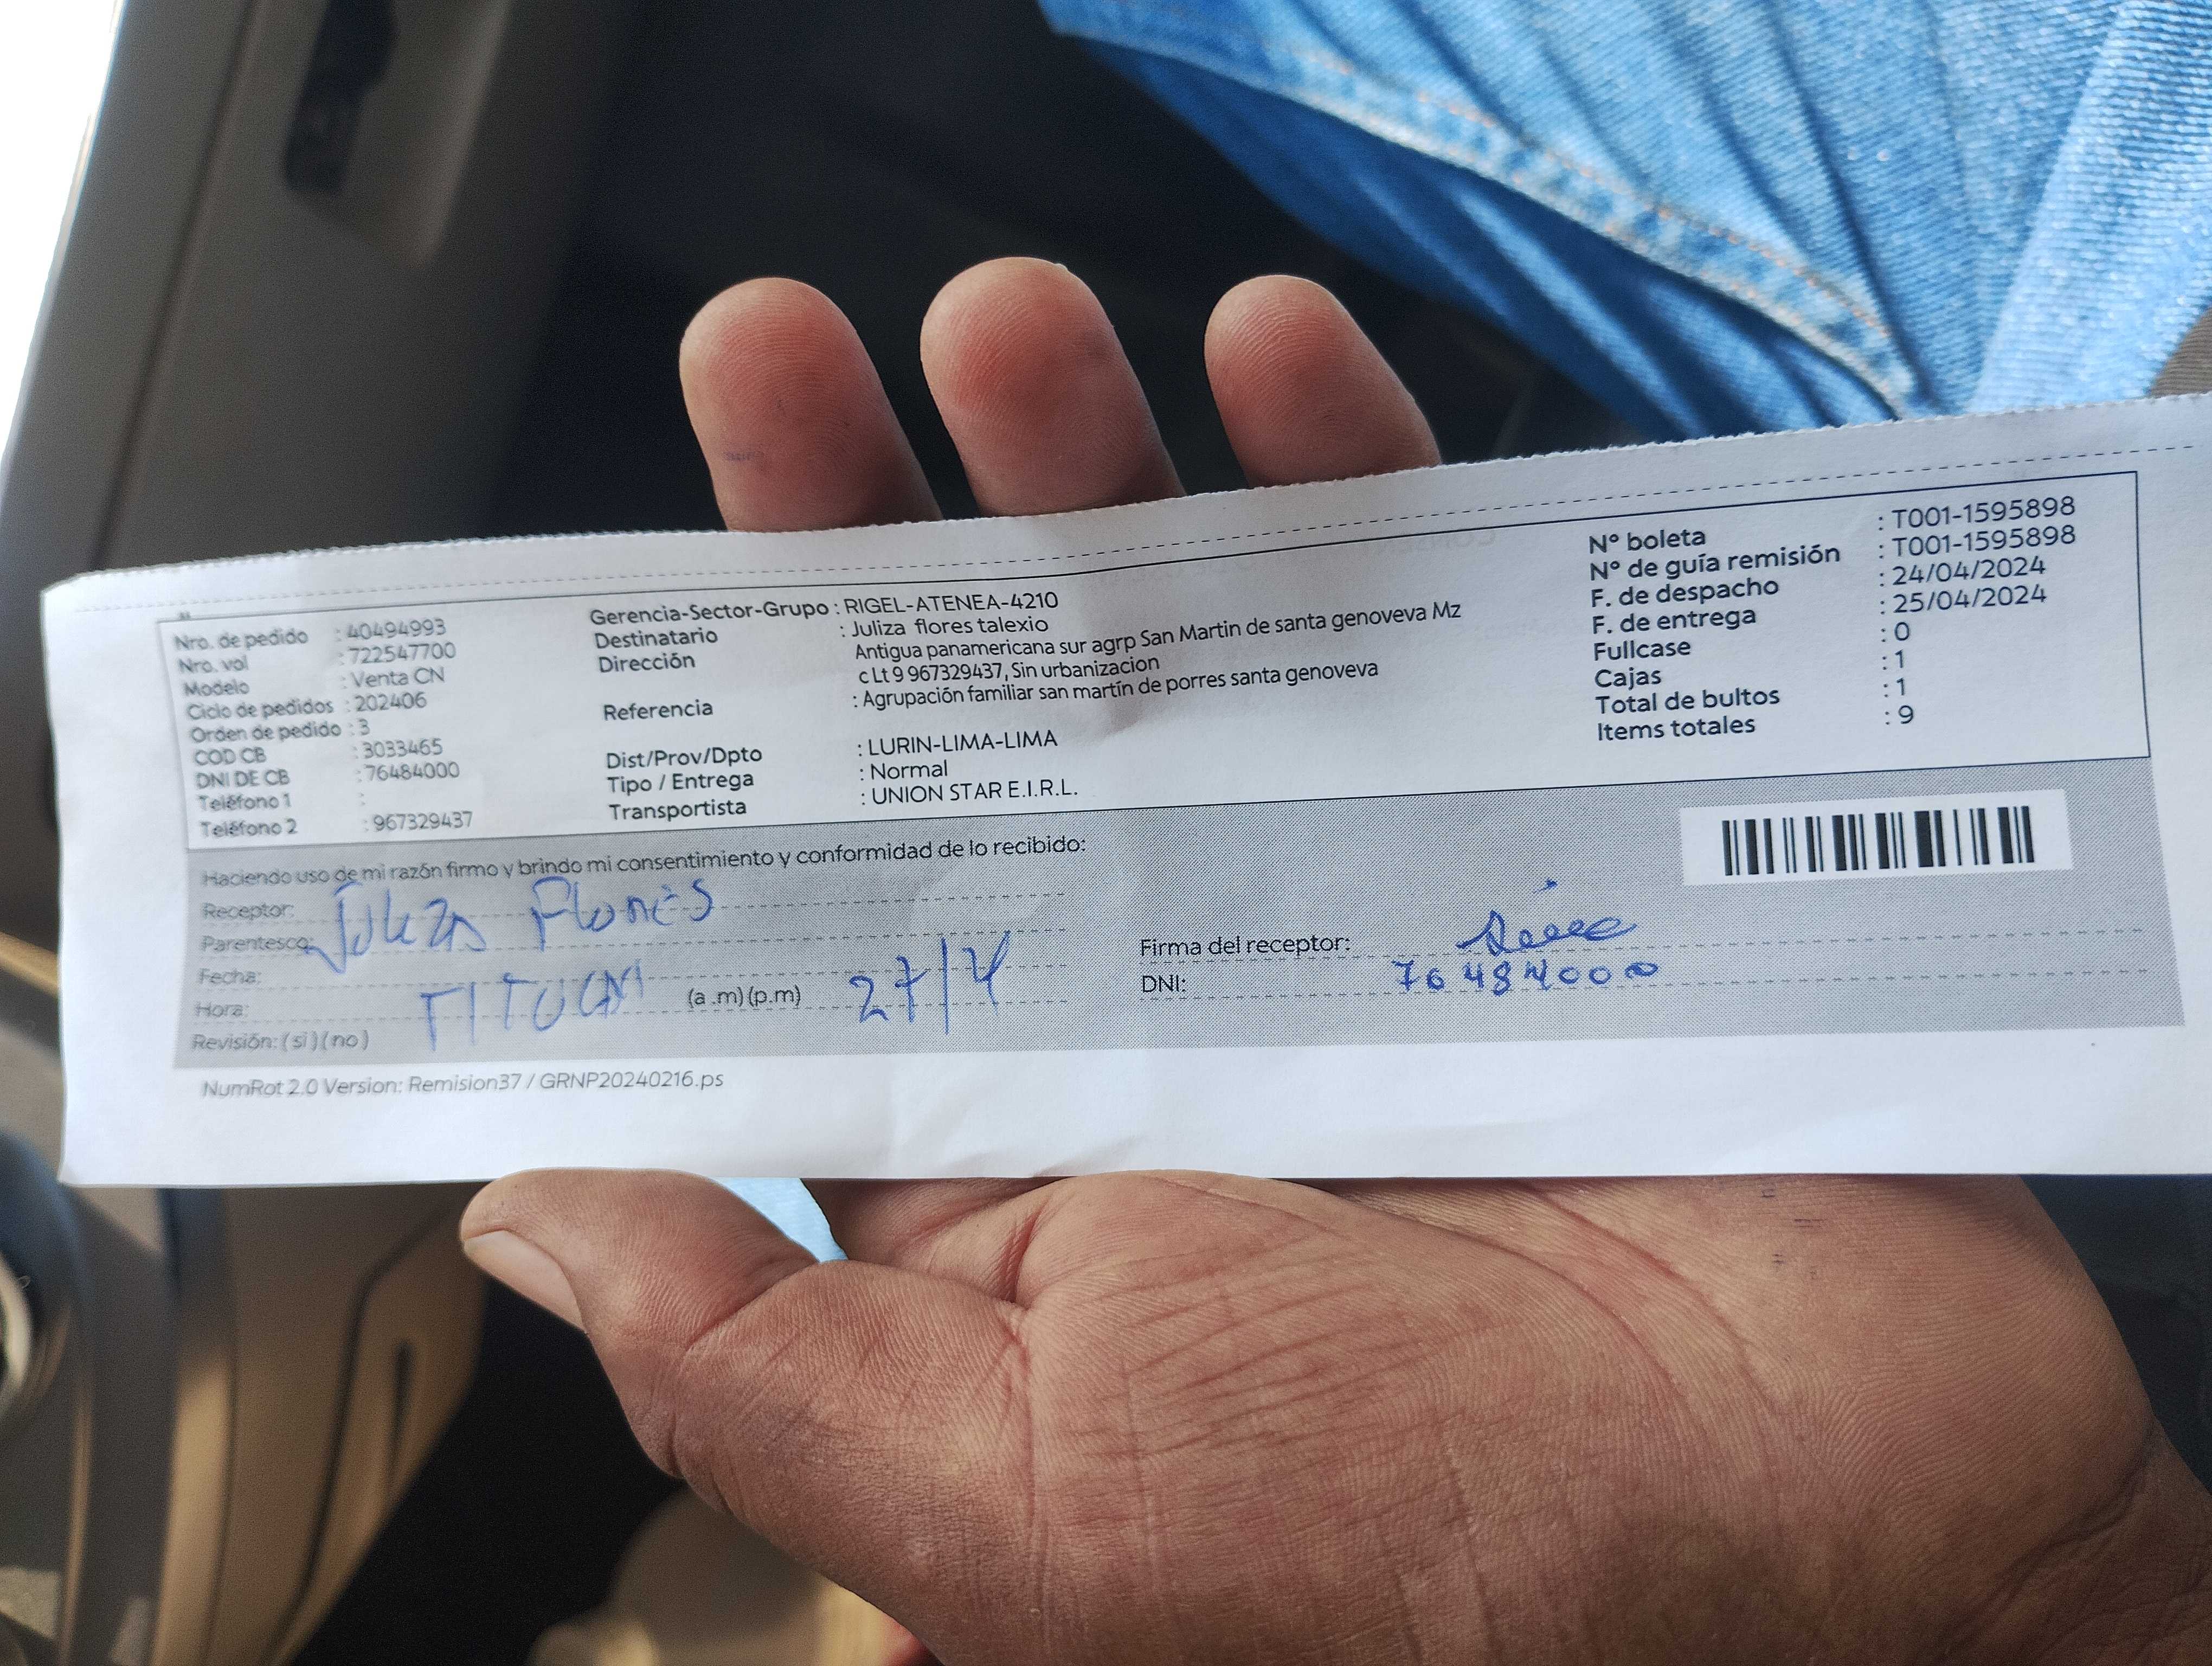 Nro. de pedido : 40494993
Nro. vol : 722547700
Modelo : Venta CN
Ciclo de pedidos : 202406
Orden de pedido : 3
COD CB : 3033465
DNI DE CB : 76484000
Teléfono 1 :
Teléfono 2 : 967329437
Gerencia-Sector-Grupo : RIGEL-ATENEA-4210
Destinatario : Juliza flores talexio
Dirección Antigua panamericana sur agrp San Martin de santa genoveva Mz
c Lt 9 967329437, Sin urbanizacion
Referencia : Agrupación familiar san martín de porres santa genoveva
Dist/Prov/Dpto : LURIN-LIMA-LIMA
Tipo / Entrega : Normal
Transportista : UNION STAR E.I.R.L.
Nº boleta : T001-1595898
Nº de guía remisión : T001-1595898
F. de despacho : 24/04/2024
F. de entrega : 25/04/2024
Fullcase : 0
Cajas : 1
Total de bultos : 1
Items totales : 9
Haciendo uso de mi razón firmo y brindo mi consentimiento y conformidad de lo recibido:
Receptor: Juliza Flores
Parentesco:
Fecha:
Hora: TITULAR (a .m) (p.m) 27/4
Revisión: ( si ) ( no )
Firma del receptor:
DNI: 76484000
NumRot 2.0 Version: Remision37 / GRNP20240216.ps